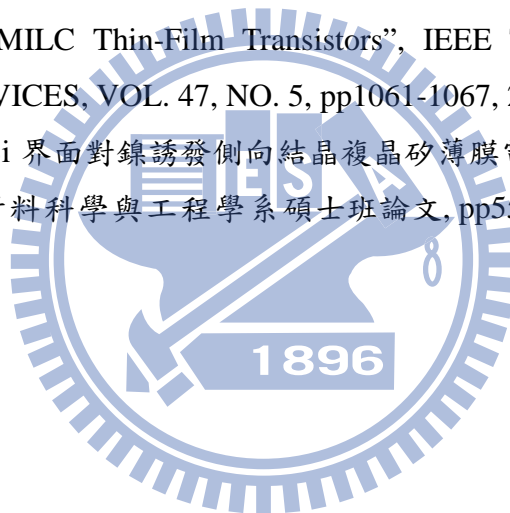 MILC Thin-Film Transistors”, IEEE
VICES, VOL. 47, NO. 5, pp1061-1067,
i 界面對鎳誘發側向結晶複晶矽薄膜
材料科學與工程學系碩士班論文, pp5
E S A
8
1896